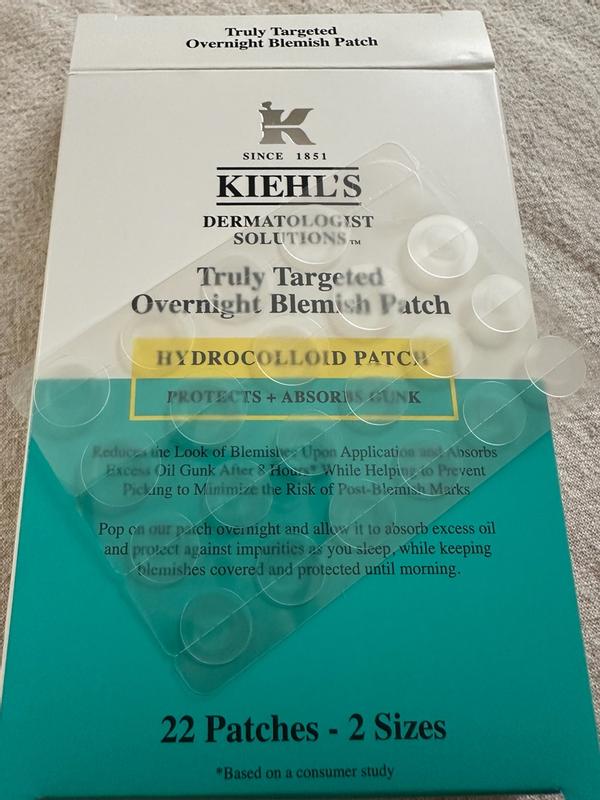 Truly Targeted
Overnight Blemish Patch
K
SINCE 1851
KIEHL'S
DERMATOLOGIST
SOLUTIONS™
Truly Targeted
Overnight Blemish Patch
HYDROCOLLOID PATCH
PROTECTS + ABSORBS GUNK
Reduces the Look of Blemishes Upon Application and Absorbs
Excess Oil Gunk After 8 Hours* While Helping to Prevent
Picking to Minimize the Risk of Post-Blemish Marks
Pop on our patch overnight and allow it to absorb excess oil
and protect against impurities as you sleep, while keeping
blemishes covered and protected until morning.
22 Patches - 2 Sizes
*Based on a consumer study